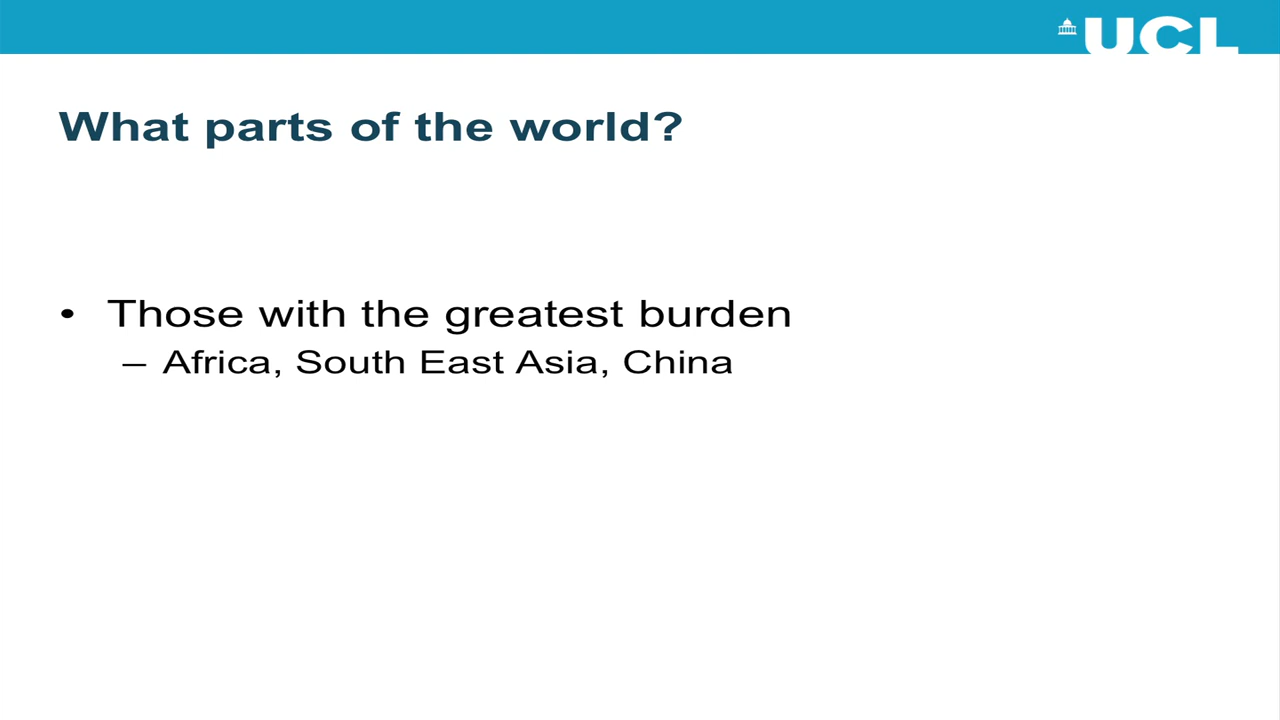 UCL
What parts of the world?
• Those with the greatest burden
– Africa, South East Asia, China